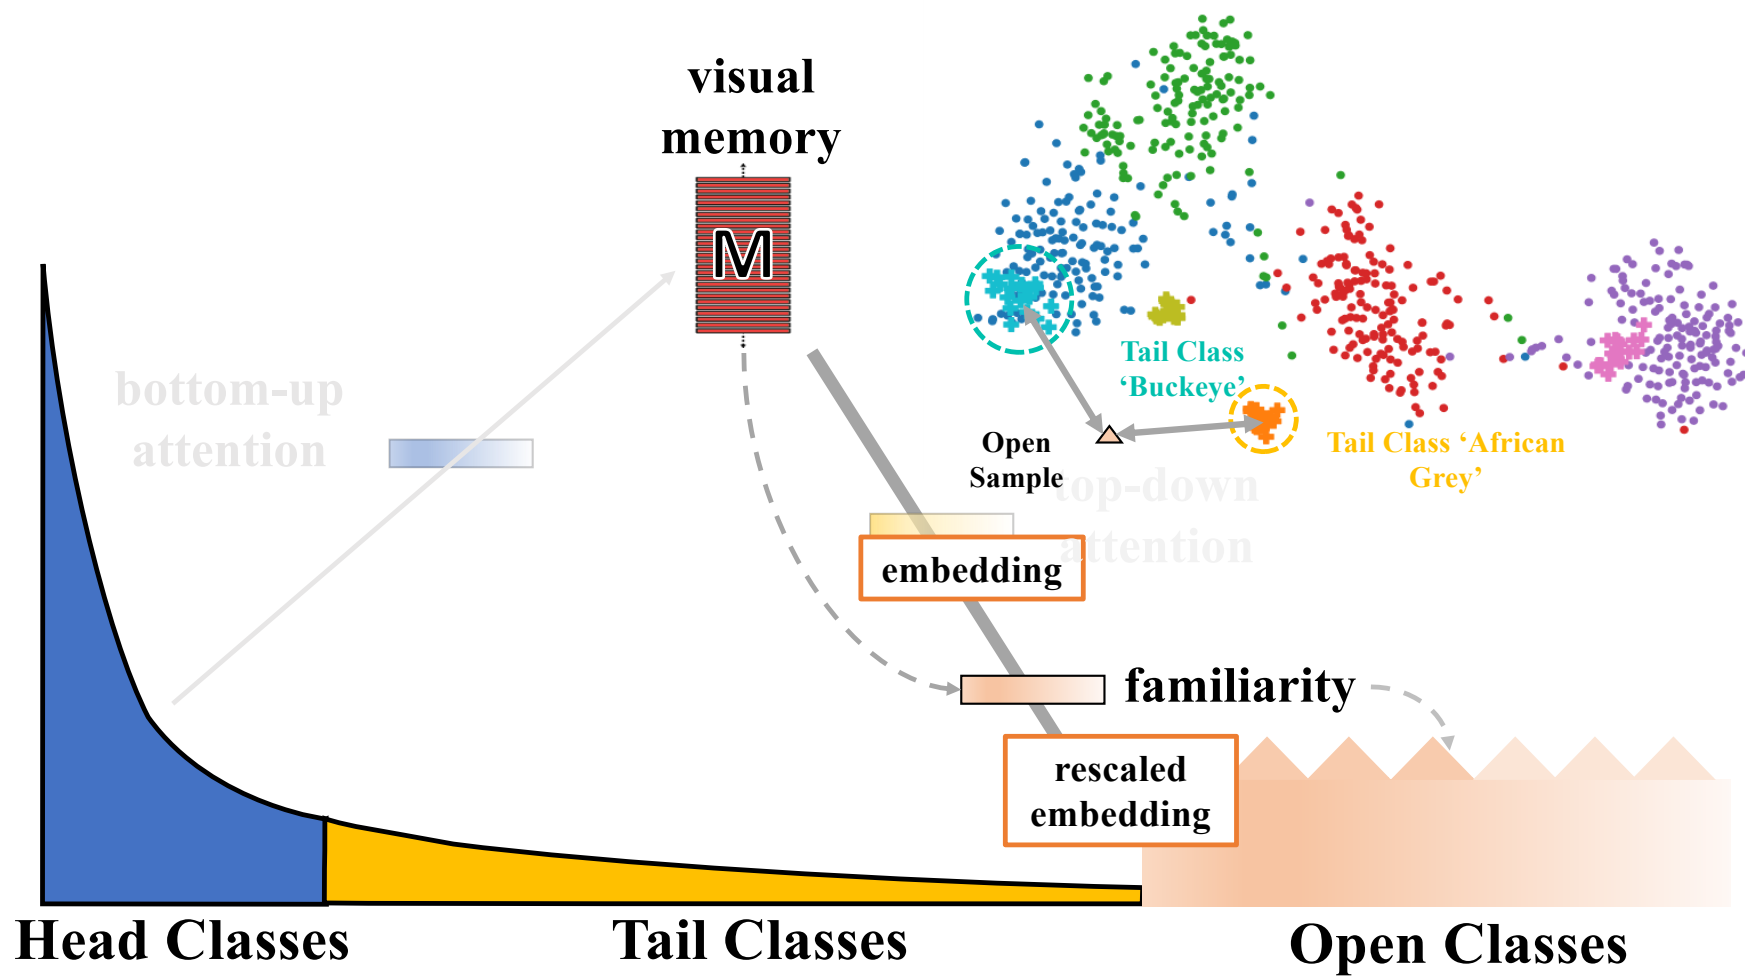 visual
memory
M
bottom-up
attention
Tail Class
‘Buckeye’
Open
Sample
Tail Class ‘African
Grey’
top-down
attention
embedding
familiarity
rescaled
embedding
Head Classes
Tail Classes
Open Classes